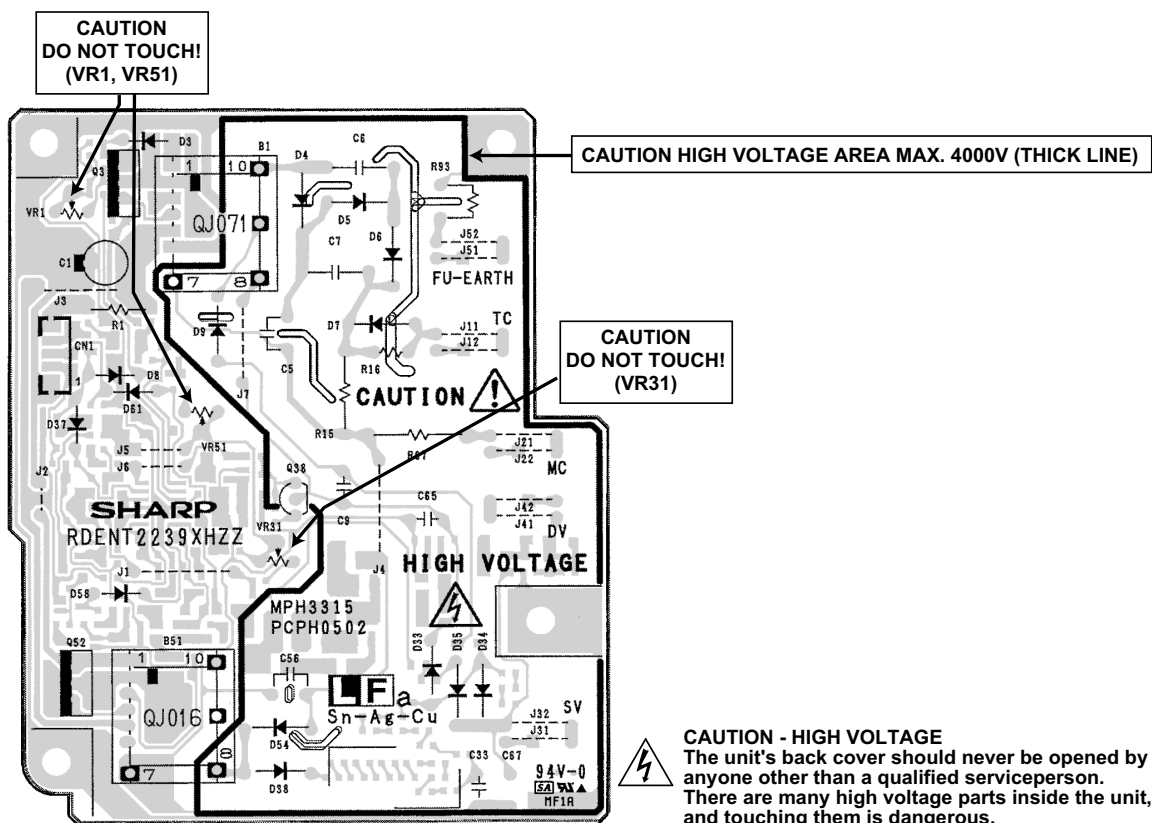 CAUTION
DO NOT TOUCH!
(VR1, VR51)
CAUTION HIGH VOLTAGE AREA MAX. 4000V (THICK LINE)
D3
B1
D4
C6
Q3
1
10
R93
VR1
QJ071
D5
D6
J52
J51
C1
C7
FU-EARTH
7
8
J3
R1
D9
D7
J11
J12
TC
CAUTION
DO NOT TOUCH!
(VR31)
CN1
1
C5
R16
D8
D61
J7
CAUTION
D37
VR51
R15
R67
J21
J22
MC
J5
J6
J2
Q38
C65
J42
J41
DV
SHARP
RDENT2239XHZZ
VR31
C9
J1
J4
HIGH VOLTAGE
D58
MPH3315
PCPH0502
Q52
B51
D33
D35
D34
1
10
C56
LFa
Sn-Ag-Cu
SV
QJ016
J32
J31
D54
8
7
D38
C33
C67
94V-0
MF1A
CAUTION - HIGH VOLTAGE
The unit's back cover should never be opened by
anyone other than a qualified serviceperson.
There are many high voltage parts inside the unit,
and touching them is dangerous.